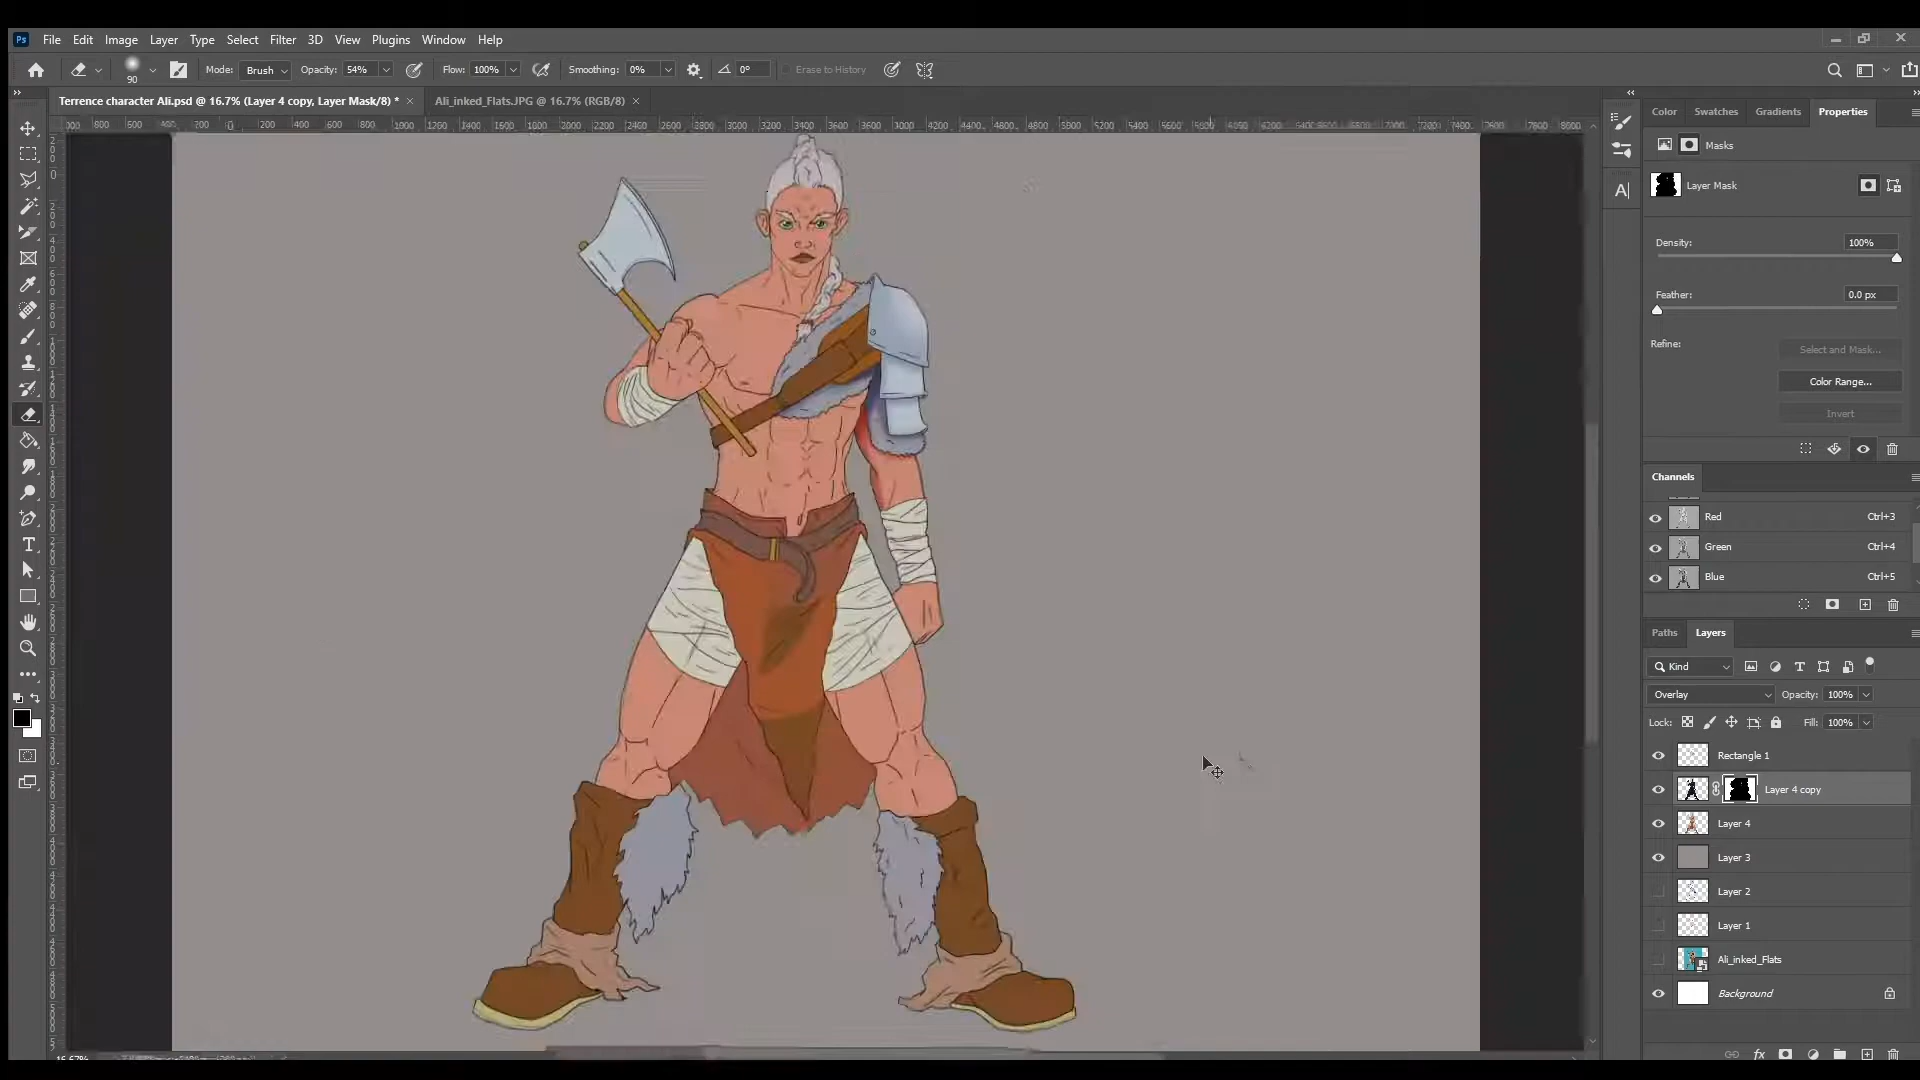 Ps File Edit Image Layer Type Select Filter 3D View Plugins Window Help
90 Mode: Brush Opacity: 54% Flow: 100% Smoothing: 0% 0° Erase to History
Terrence character Ali.psd @ 16.7% (Layer 4 copy, Layer Mask/8) * × Ali_inked_Flats.JPG @ 16.7% (RGB/8) ×
Color Swatches Gradients Properties
Masks
Layer Mask
Density: 100%
Feather: 0.0 px
Refine: Select and Mask...
Color Range...
Invert
Channels
Red Ctrl+3
Green Ctrl+4
Blue Ctrl+5
Paths Layers
Kind
Overlay Opacity: 100%
Lock: Fill: 100%
Rectangle 1
Layer 4 copy
Layer 4
Layer 3
Layer 2
Layer 1
Ali_inked_Flats
Background
16.67%